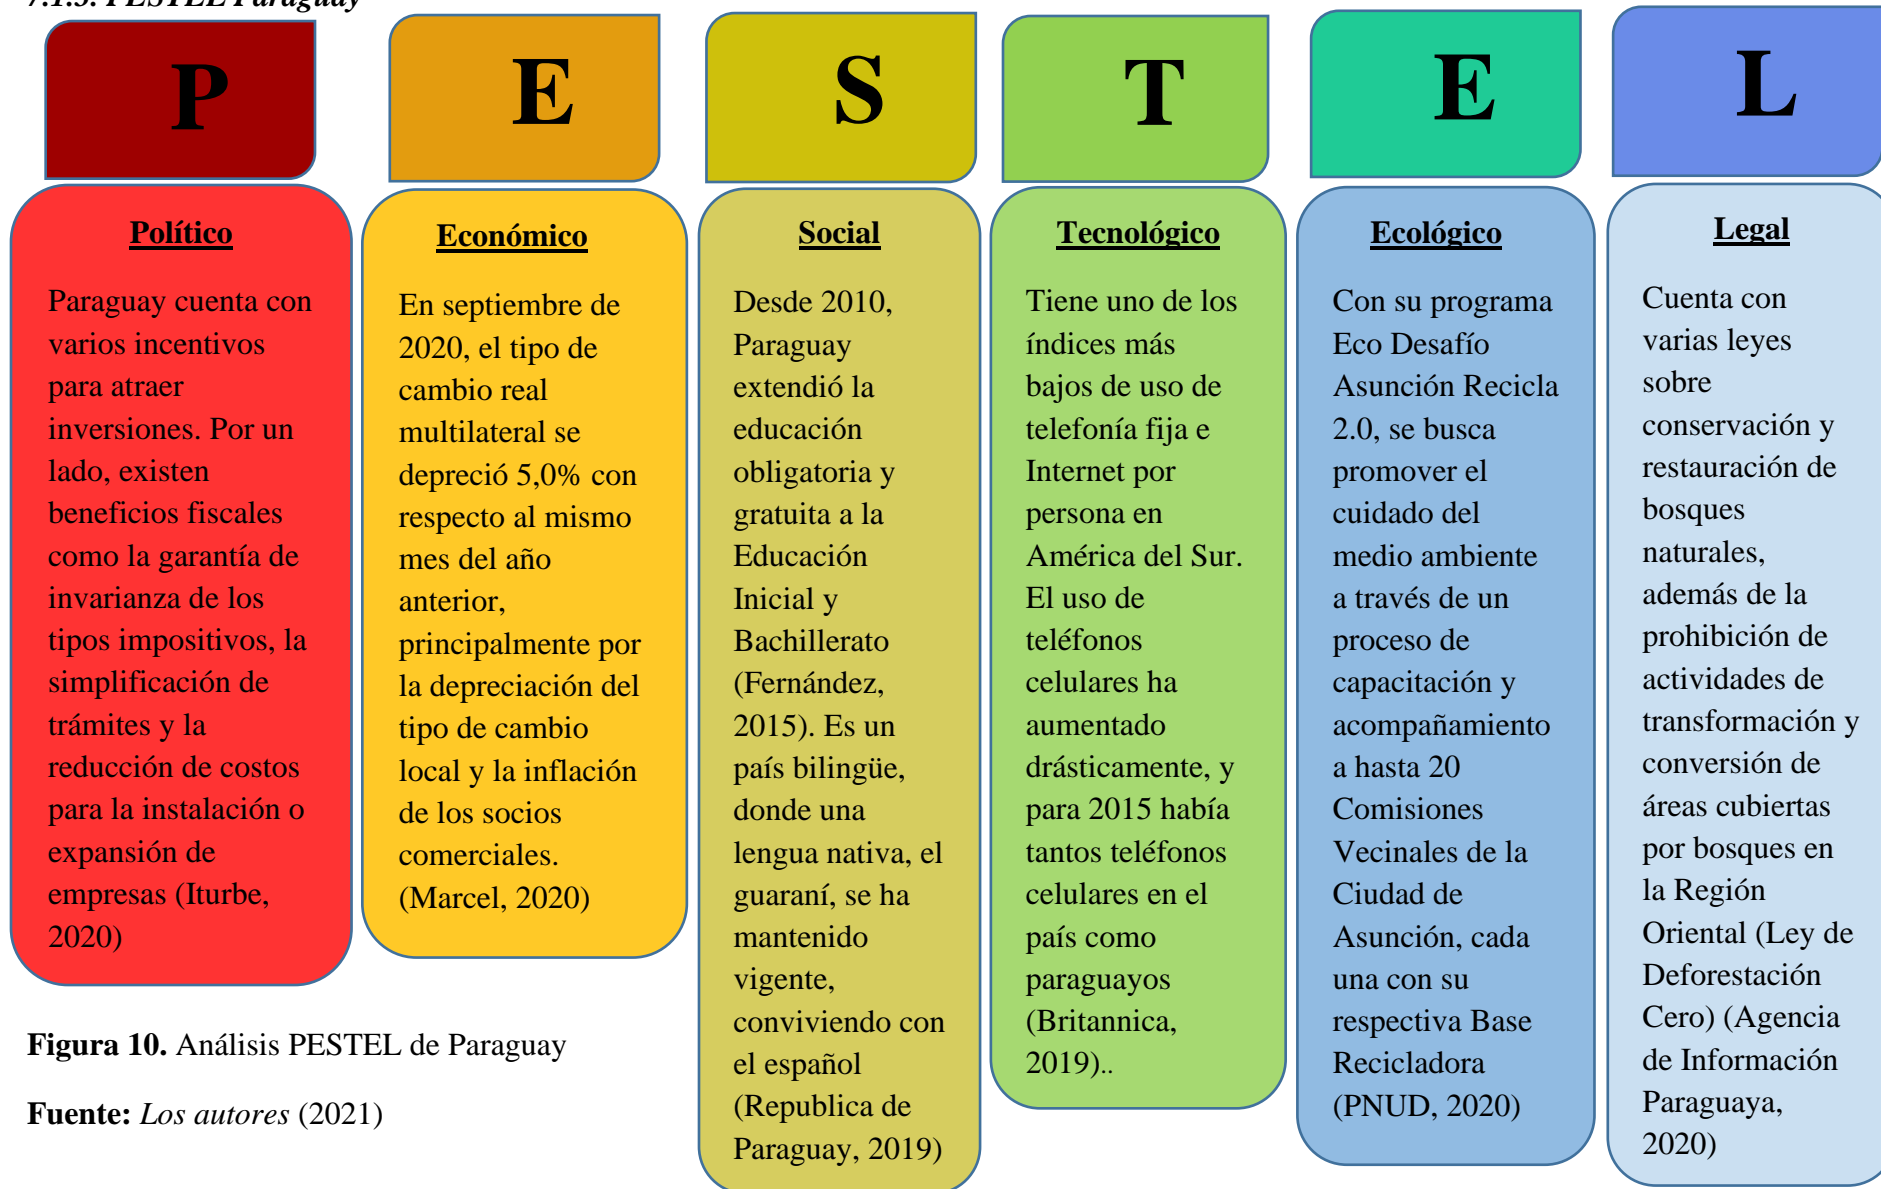 7.1.3. PESTEL Paraguay
P
E
S
T
E
L
Político
Paraguay cuenta con
varios incentivos
para atraer
inversiones. Por un
lado, existen
beneficios fiscales
como la garantía de
invarianza de los
tipos impositivos, la
simplificación de
trámites y la
reducción de costos
para la instalación o
expansión de
empresas (Iturbe,
2020)
Económico
En septiembre de
2020, el tipo de
cambio real
multilateral se
depreció 5,0% con
respecto al mismo
mes del año
anterior,
principalmente por
la depreciación del
tipo de cambio
local y la inflación
de los socios
comerciales.
(Marcel, 2020)
Social
Desde 2010,
Paraguay
extendió la
educación
obligatoria y
gratuita a la
Educación
Inicial y
Bachillerato
(Fernández,
2015). Es un
país bilingüe,
donde una
lengua nativa, el
guaraní, se ha
mantenido
vigente,
conviviendo con
el español
(Republica de
Paraguay, 2019)
Tecnológico
Tiene uno de los
índices más
bajos de uso de
telefonía fija e
Internet por
persona en
América del Sur.
El uso de
teléfonos
celulares ha
aumentado
drásticamente, y
para 2015 había
tantos teléfonos
celulares en el
país como
paraguayos
(Britannica,
2019)..
Ecológico
Con su programa
Eco Desafío
Asunción Recicla
2.0, se busca
promover el
cuidado del
medio ambiente
a través de un
proceso de
capacitación y
acompañamiento
a hasta 20
Comisiones
Vecinales de la
Ciudad de
Asunción, cada
una con su
respectiva Base
Recicladora
(PNUD, 2020)
Legal
Cuenta con
varias leyes
sobre
conservación y
restauración de
bosques
naturales,
además de la
prohibición de
actividades de
transformación y
conversión de
áreas cubiertas
por bosques en
la Región
Oriental (Ley de
Deforestación
Cero) (Agencia
de Información
Paraguaya,
2020)
Figura 10. Análisis PESTEL de Paraguay
Fuente: Los autores (2021)